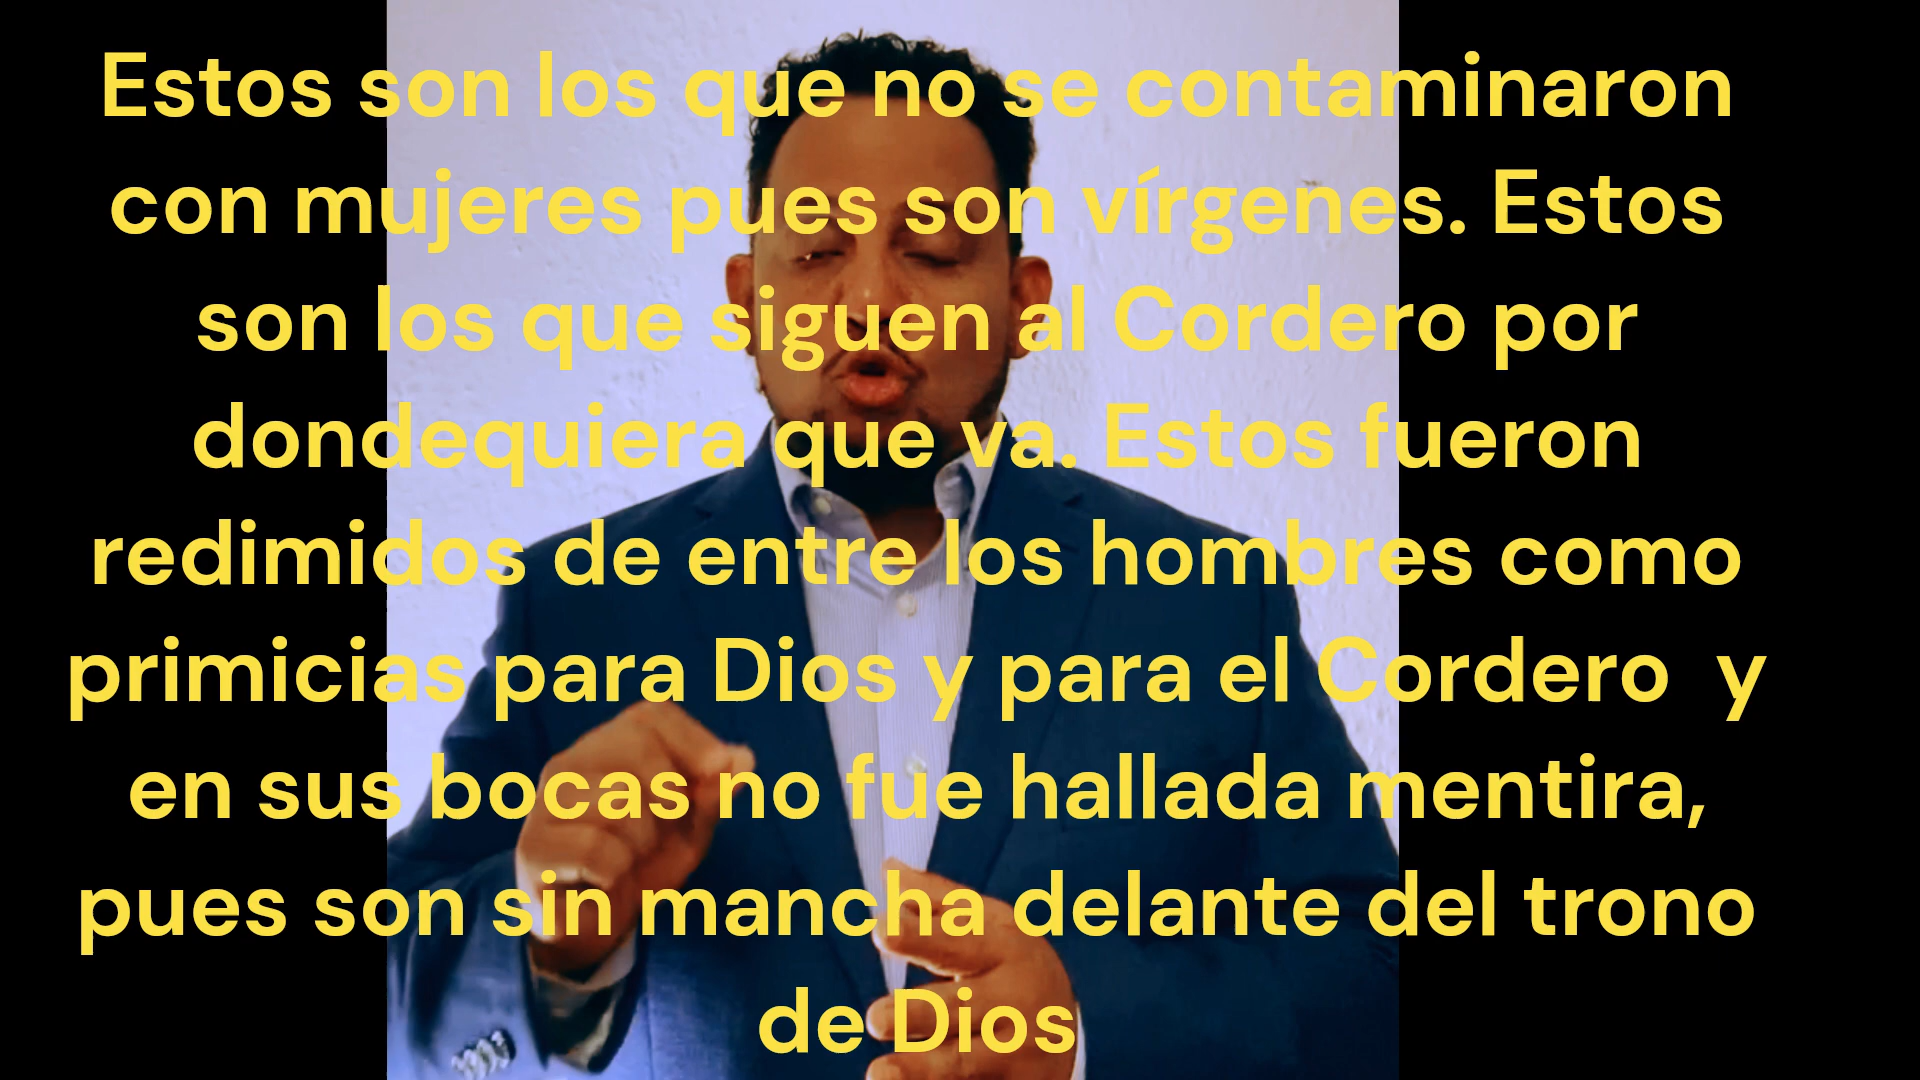 Estos son los que no se contaminaron
con mujeres pues son vírgenes. Estos
son los que siguen al Cordero por
dondequiera que va. Estos fueron
redimidos de entre los hombres como
primicias para Dios y para el Cordero  y
en sus bocas no fue hallada mentira,
pues son sin mancha delante del trono
de Dios